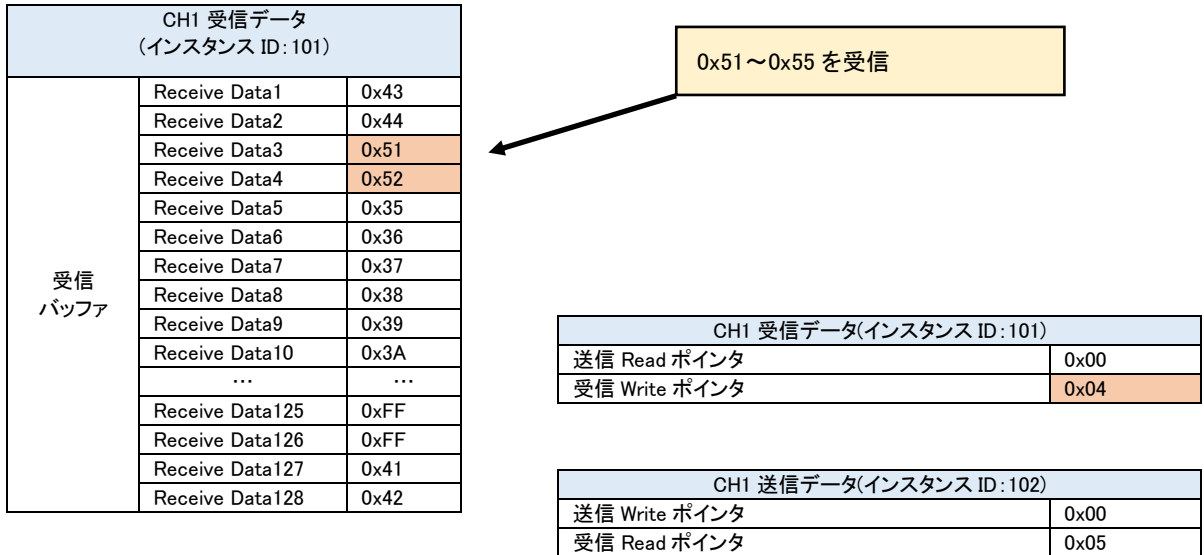 CH1 受信データ
(インスタンス ID:101)
受信
バッファ
Receive Data1 0x43
Receive Data2 0x44
Receive Data3 0x51
Receive Data4 0x52
Receive Data5 0x35
Receive Data6 0x36
Receive Data7 0x37
Receive Data8 0x38
Receive Data9 0x39
Receive Data10 0x3A
… …
Receive Data125 0xFF
Receive Data126 0xFF
Receive Data127 0x41
Receive Data128 0x42
0x51～0x55 を受信
CH1 受信データ(インスタンス ID:101)
送信 Read ポインタ 0x00
受信 Write ポインタ 0x04
CH1 送信データ(インスタンス ID:102)
送信 Write ポインタ 0x00
受信 Read ポインタ 0x05